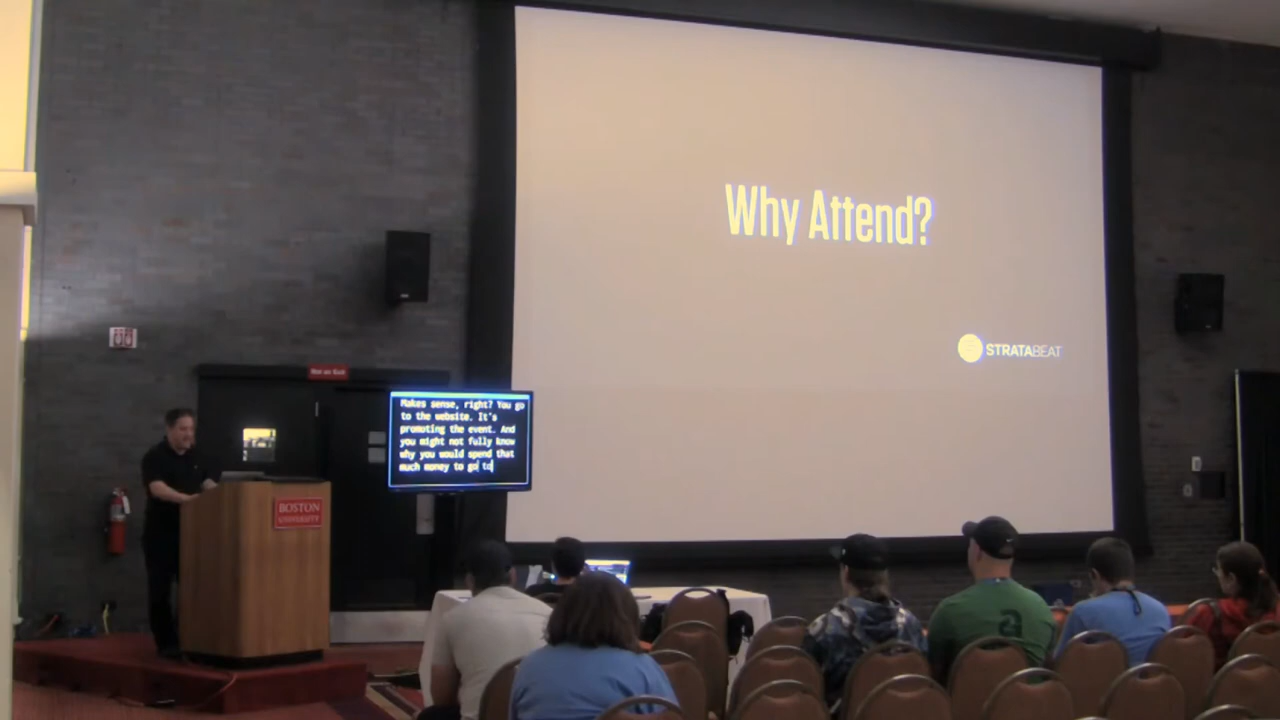 Why Attend?
STRATABEAT
Makes sense, right? You go
to the website. It's
promoting the event. And
you might not fully know
why you would spend that
much money to go to
BOSTON
UNIVERSITY